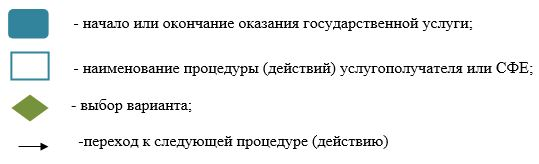 - начало или окончание оказания государственной услуги;
- наименование процедуры (действий) услугополучателя или СФЕ;
- выбор варианта;
-переход к следующей процедуре (действию)